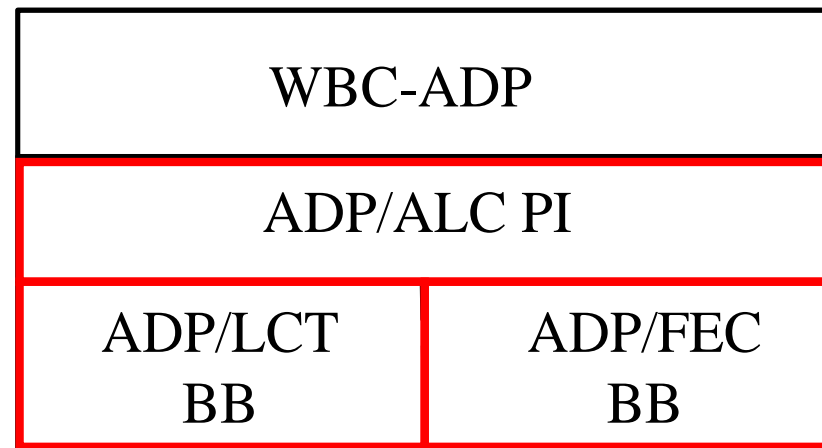 WBC-ADP
ADP/ALC PI
ADP/LCT
BB
ADP/FEC
BB